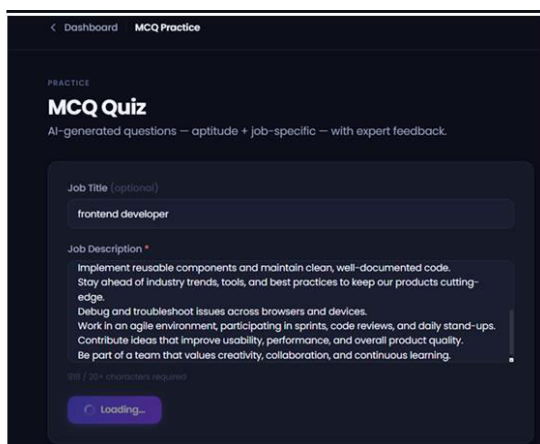 < Dashboard MCQ Practice
PRACTICE
MCQ Quiz
AI-generated questions — aptitude + job-specific — with expert feedback.
Job Title (optional)
frontend developer
Job Description *
Implement reusable components and maintain clean, well-documented code.
Stay ahead of industry trends, tools, and best practices to keep our products cutting-
edge.
Debug and troubleshoot issues across browsers and devices.
Work in an agile environment, participating in sprints, code reviews, and daily stand-ups.
Contribute ideas that improve usability, performance, and overall product quality.
Be part of a team that values creativity, collaboration, and continuous learning.
/ 20+ characters required
Loading...